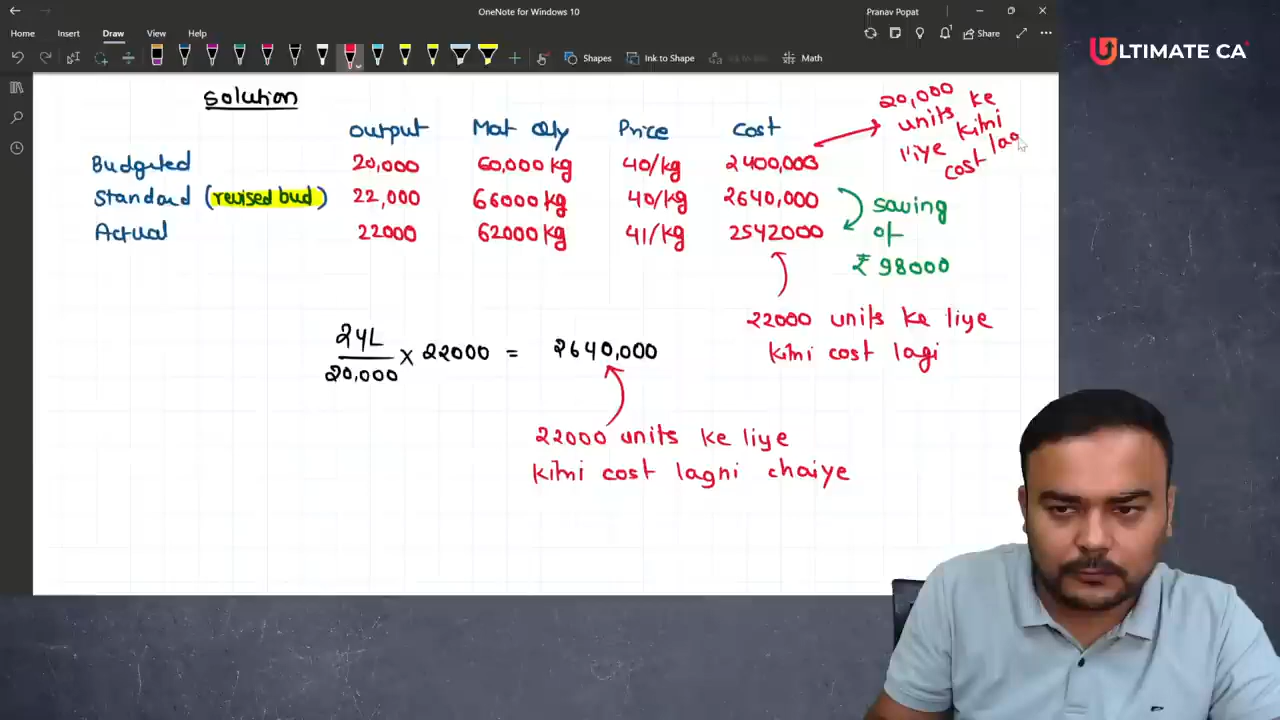 OneNote for Windows 10
Pranav Popat
Home Insert Draw View Help
Share
Shapes
Ink to Shape
Math
ULTIMATE CA
Solution
Output Mat Qty Price Cost
Budgeted 20,000 60,000 kg 40/kg 2400,000
Standard (revised bud) 22,000 66000 kg 40/kg 2640,000
Actual 22000 62000 kg 41/kg 2542000
20,000 ke
units
liye kitni
cost lag
saving
of
₹ 98000
22000 units ke liye
kitni cost lagi
24L
20,000
× 22000 = 2640,000
22000 units ke liye
kitni cost lagni chaiye